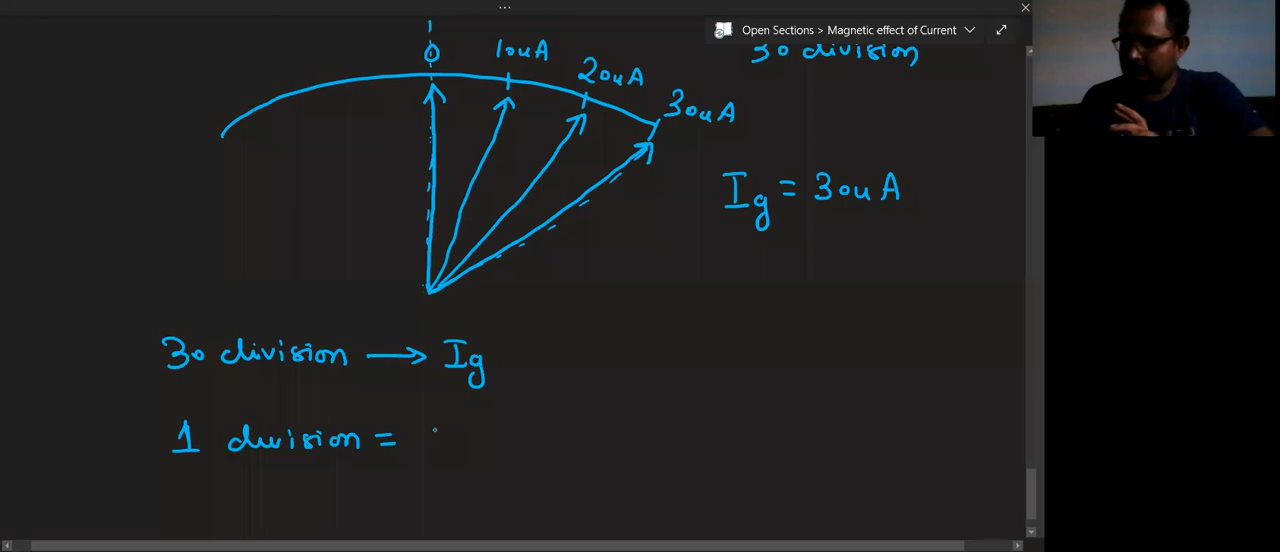 ...
Open Sections > Magnetic effect of Current
30 division
0
10uA
20uA
30uA
Ig = 30uA
30 division → Ig
1 division =